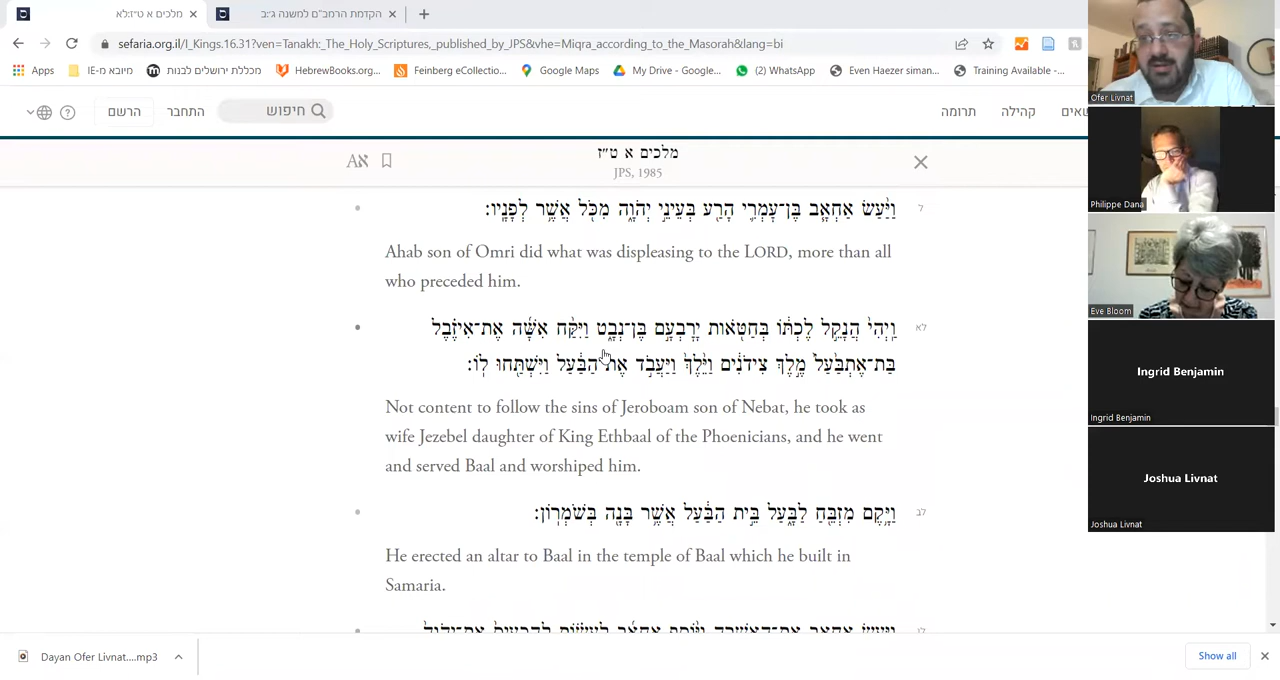 מלכים א ט״ז:לא
הקדמת הרמב"ם למשנה ג׳:ב
sefaria.org.il/I_Kings.16.31?ven=Tanakh:_The_Holy_Scriptures,_published_by_JPS&vhe=Miqra_according_to_the_Masorah&lang=bi
Apps
מיובא מ-IE
מכללת ירושלים לבנות
HebrewBooks.org...
Feinberg eCollectio...
Google Maps
My Drive - Google...
(2) WhatsApp
Even Haezer siman...
Training Available -...
הרשם
התחבר
חיפוש
תרומה
קהילה
מלכים א ט״ז
JPS, 1985
ל
וַיַּ֨עַשׂ אַחְאָ֧ב בֶּן־עׇמְרִ֛י הָרַ֖ע בְּעֵינֵ֣י יְהֹוָ֑ה מִכֹּ֖ל אֲשֶׁ֥ר לְפָנָֽיו׃
Ahab son of Omri did what was displeasing to the LORD, more than all
who preceded him.
לא
וַיְהִי֙ הֲנָקֵ֣ל לֶכְתּ֔וֹ בְּחַטֹּ֖אות יָרׇבְעָ֣ם בֶּן־נְבָ֑ט וַיִּקַּ֨ח אִשָּׁ֜ה אֶת־אִיזֶ֗בֶל
בַּת־אֶתְבַּ֙עַל֙ מֶ֣לֶךְ צִידֹנִ֔ים וַיֵּ֙לֶךְ֙ וַיַּעֲבֹ֣ד אֶת־הַבַּ֔עַל וַיִּשְׁתַּ֖חוּ לֽוֹ׃
Not content to follow the sins of Jeroboam son of Nebat, he took as
wife Jezebel daughter of King Ethbaal of the Phoenicians, and he went
and served Baal and worshiped him.
לב
וַיָּ֥קֶם מִזְבֵּ֖חַ לַבָּ֑עַל בֵּ֣ית הַבַּ֔עַל אֲשֶׁ֥ר בָּנָ֖ה בְּשֹׁמְרֽוֹן׃
He erected an altar to Baal in the temple of Baal which he built in
Samaria.
Ofer Livnat
Philippe Dana
Eve Bloom
Ingrid Benjamin
Ingrid Benjamin
Joshua Livnat
Joshua Livnat
Dayan Ofer Livnat....mp3
Show all